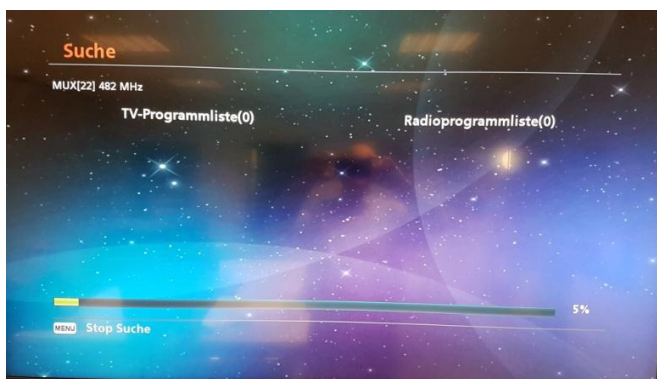 Suche
MUX[22] 482 MHz
TV-Programmliste(0)
Radioprogrammliste(0)
5%
MENU Stop Suche